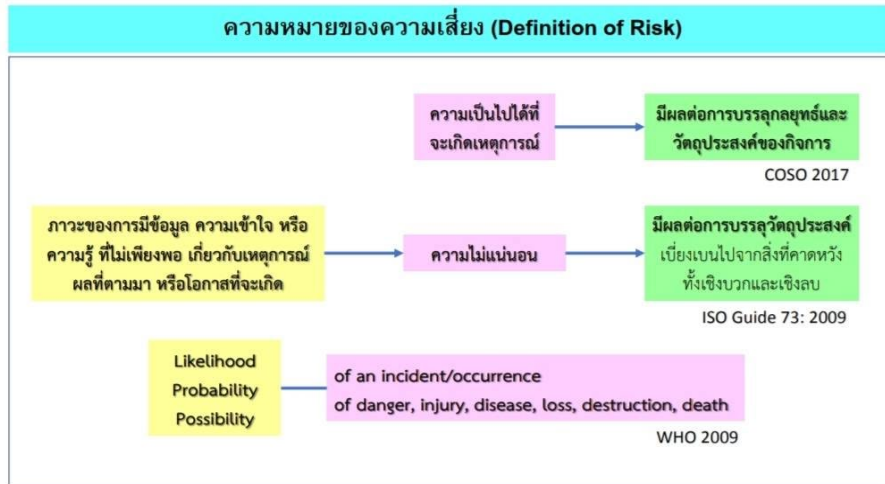 ความหมายของความเสี่ยง (Definition of Risk)
ความเป็นไปได้ที่
จะเกิดเหตุการณ์
มีผลต่อการบรรลุกลยุทธ์และ
วัตถุประสงค์ของกิจการ
COSO 2017
ภาวะของการมีข้อมูล ความเข้าใจ หรือ
ความรู้ ที่ไม่เพียงพอ เกี่ยวกับเหตุการณ์
ผลที่ตามมา หรือโอกาสที่จะเกิด
ความไม่แน่นอน
มีผลต่อการบรรลุวัตถุประสงค์
เบี่ยงเบนไปจากสิ่งที่คาดหวัง
ทั้งเชิงบวกและเชิงลบ
ISO Guide 73: 2009
Likelihood
Probability
Possibility
of an incident/occurrence
of danger, injury, disease, loss, destruction, death
WHO 2009